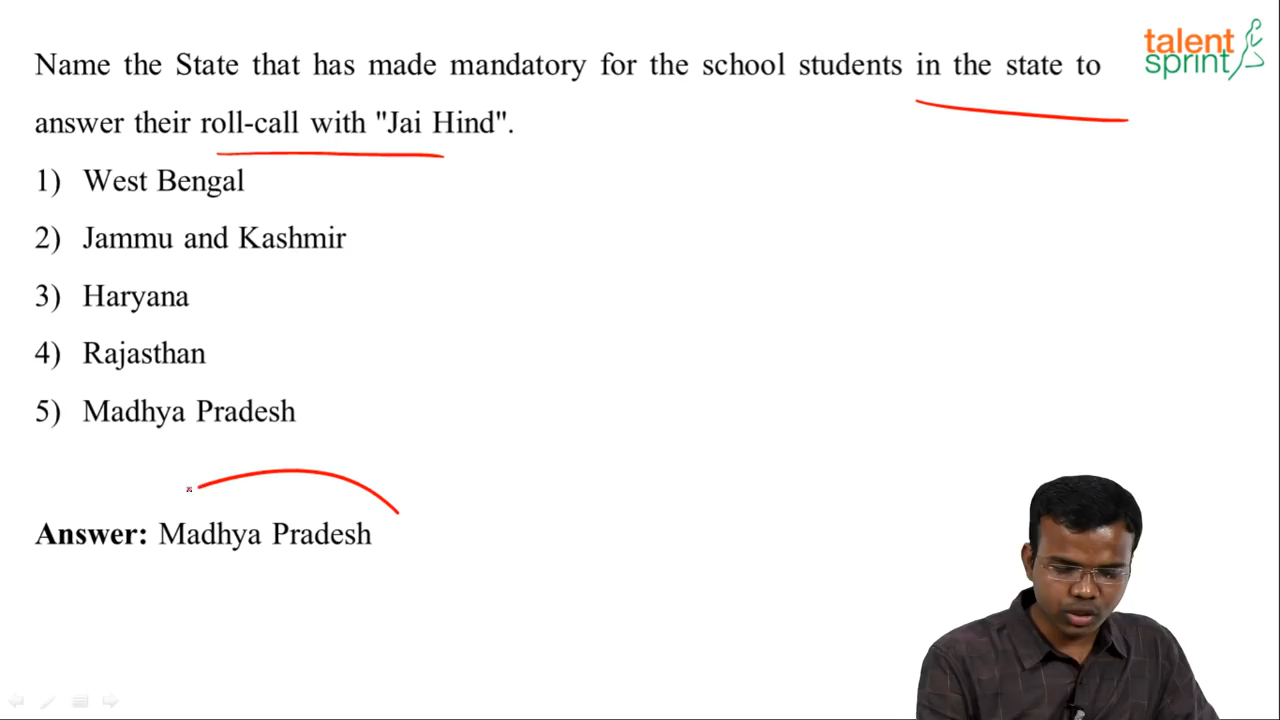 talent
sprint
Name the State that has made mandatory for the school students in the state to
answer their roll-call with "Jai Hind".
1) West Bengal
2) Jammu and Kashmir
3) Haryana
4) Rajasthan
5) Madhya Pradesh
Answer: Madhya Pradesh